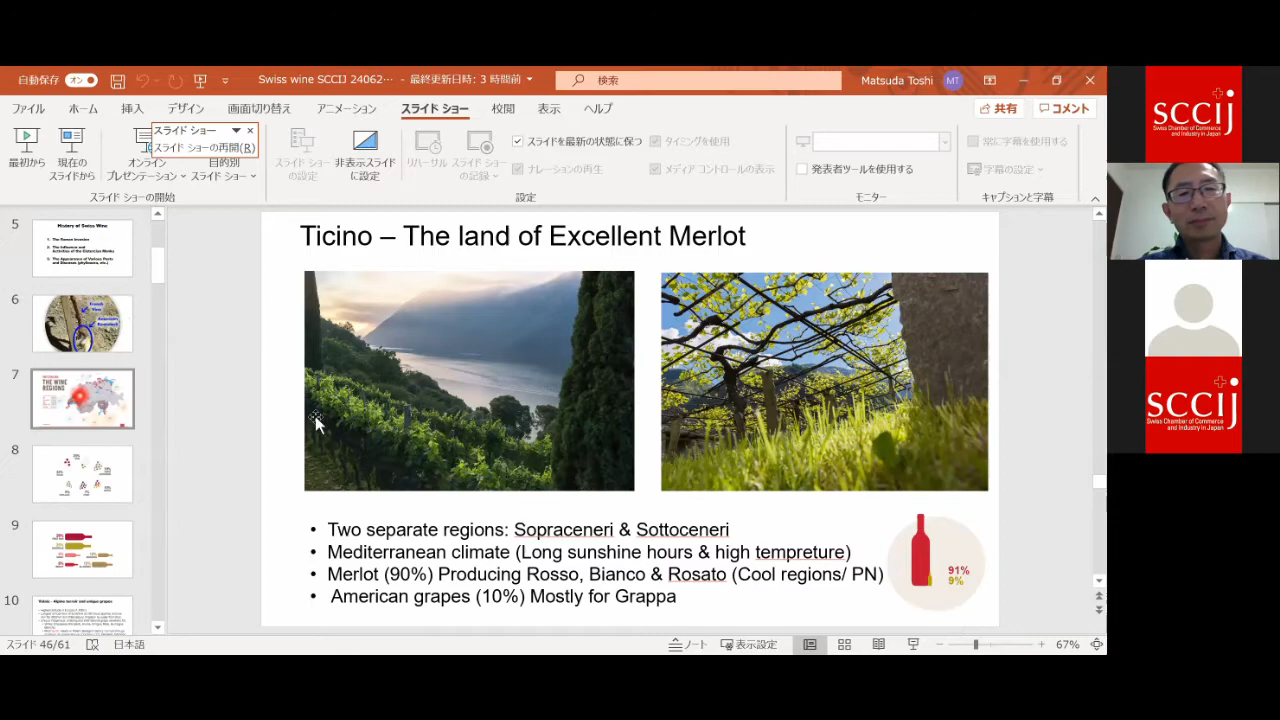 自動保存 オン Swiss wine SCCIJ 24062… – 最終更新日時: 3 時間前 検索 Matsuda Toshi MT
ファイル ホーム 挿入 デザイン 画面切り替え アニメーション スライド ショー 校閲 表示 ヘルプ 共有 コメント
スライド ショー
スライド ショーの再開(R)
最初から
現在の
スライドから
オンライン
プレゼンテーション
目的別
スライド ショー
スライド ショーの開始
スライド ショー
の設定
非表示スライド
に設定
リハーサル
スライド ショー
の記録
スライドを最新の状態に保つ
ナレーションの再生
タイミングを使用
メディア コントロールの表示
設定
発表者ツールを使用する
モニター
常に字幕を使用する
字幕の設定
キャプションと字幕
5
History of Swiss Wine
6
7
THE WINE
REGIONS
8
9
10
Ticino – The land of Excellent Merlot
• Two separate regions: Sopraceneri & Sottoceneri
• Mediterranean climate (Long sunshine hours & high tempreture)
• Merlot (90%) Producing Rosso, Bianco & Rosato (Cool regions/ PN)
• American grapes (10%) Mostly for Grappa
91%
9%
スライド 46/61 日本語 ノート 表示設定 67%
SCCIJ
Swiss Chamber of Commerce
and Industry in Japan
SCCIJ
Swiss Chamber of Commerce
and Industry in Japan